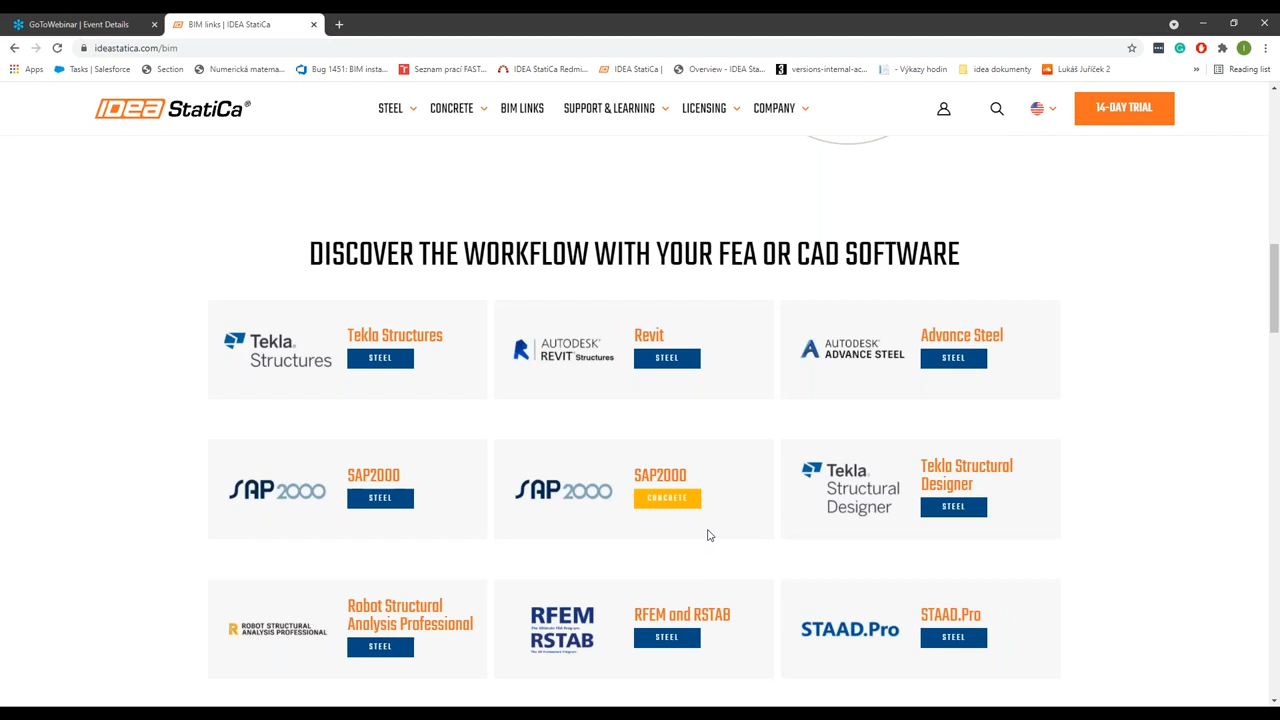 GoToWebinar | Event Details
BIM links | IDEA StatiCa
ideastatica.com/bim
Apps
Tasks | Salesforce
Section
Numerická matema...
Bug 1451: BIM insta...
Seznam prací FAST...
IDEA StatiCa Redmi...
IDEA StatiCa |
Overview - IDEA Sta...
versions-internal-ac...
- Výkazy hodin
idea dokumenty
Lukáš Juříček 2
»
Reading list
IDEA StatiCa®
STEEL
CONCRETE
BIM LINKS
SUPPORT & LEARNING
LICENSING
COMPANY
14-DAY TRIAL
DISCOVER THE WORKFLOW WITH YOUR FEA OR CAD SOFTWARE
Tekla®
Structures
Tekla Structures
STEEL
AUTODESK®
REVIT Structures
Revit
STEEL
AUTODESK®
ADVANCE STEEL
Advance Steel
STEEL
SAP2000
SAP2000
STEEL
SAP2000
SAP2000
CONCRETE
Tekla®
Structural
Designer
Tekla Structural
Designer
STEEL
ROBOT STRUCTURAL
ANALYSIS PROFESSIONAL
Robot Structural
Analysis Professional
STEEL
RFEM
RSTAB
RFEM and RSTAB
STEEL
STAAD.Pro
STAAD.Pro
STEEL